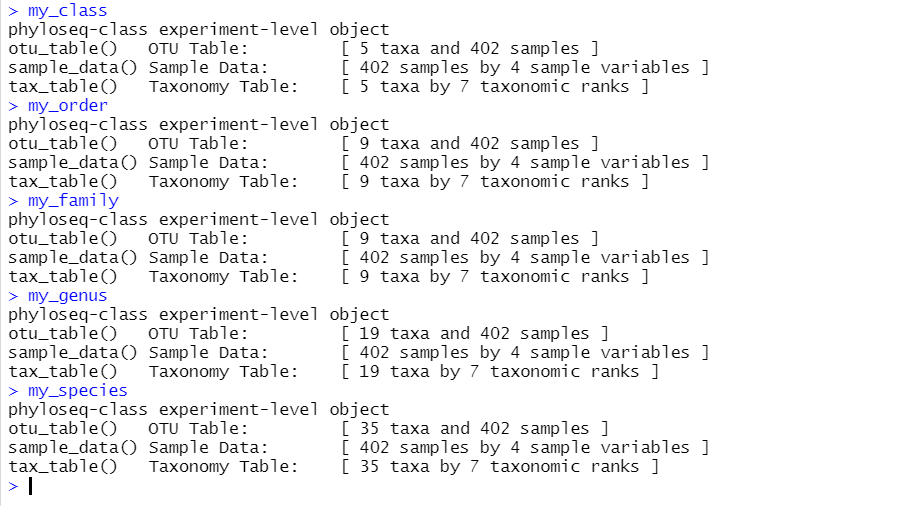 > my_class
phyloseq-class experiment-level object
otu_table()   OTU Table:         [ 5 taxa and 402 samples ]
sample_data() Sample Data:       [ 402 samples by 4 sample variables ]
tax_table()   Taxonomy Table:    [ 5 taxa by 7 taxonomic ranks ]
> my_order
phyloseq-class experiment-level object
otu_table()   OTU Table:         [ 9 taxa and 402 samples ]
sample_data() Sample Data:       [ 402 samples by 4 sample variables ]
tax_table()   Taxonomy Table:    [ 9 taxa by 7 taxonomic ranks ]
> my_family
phyloseq-class experiment-level object
otu_table()   OTU Table:         [ 9 taxa and 402 samples ]
sample_data() Sample Data:       [ 402 samples by 4 sample variables ]
tax_table()   Taxonomy Table:    [ 9 taxa by 7 taxonomic ranks ]
> my_genus
phyloseq-class experiment-level object
otu_table()   OTU Table:         [ 19 taxa and 402 samples ]
sample_data() Sample Data:       [ 402 samples by 4 sample variables ]
tax_table()   Taxonomy Table:    [ 19 taxa by 7 taxonomic ranks ]
> my_species
phyloseq-class experiment-level object
otu_table()   OTU Table:         [ 35 taxa and 402 samples ]
sample_data() Sample Data:       [ 402 samples by 4 sample variables ]
tax_table()   Taxonomy Table:    [ 35 taxa by 7 taxonomic ranks ]
>